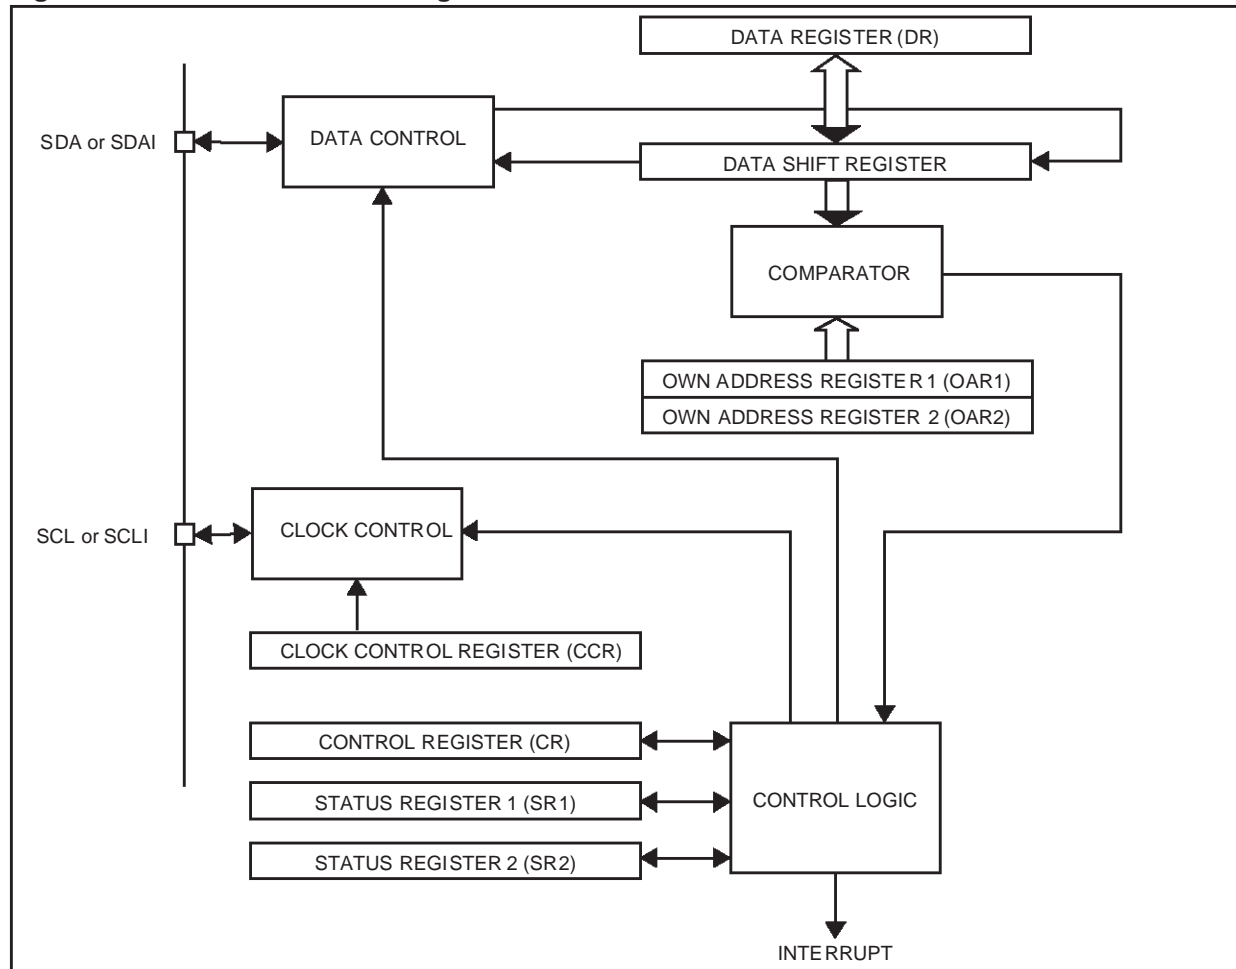 DATA REGISTER (DR)
SDA or SDAI
DATA CONTROL
DATA SHIFT REGISTER
COMPARATOR
OWN ADDRESS REGISTER 1 (OAR1)
OWN ADDRESS REGISTER 2 (OAR2)
SCL or SCLI
CLOCK CONTROL
CLOCK CONTROL REGISTER (CCR)
CONTROL REGISTER (CR)
STATUS REGISTER 1 (SR1)
CONTROL LOGIC
STATUS REGISTER 2 (SR2)
INTERRUPT